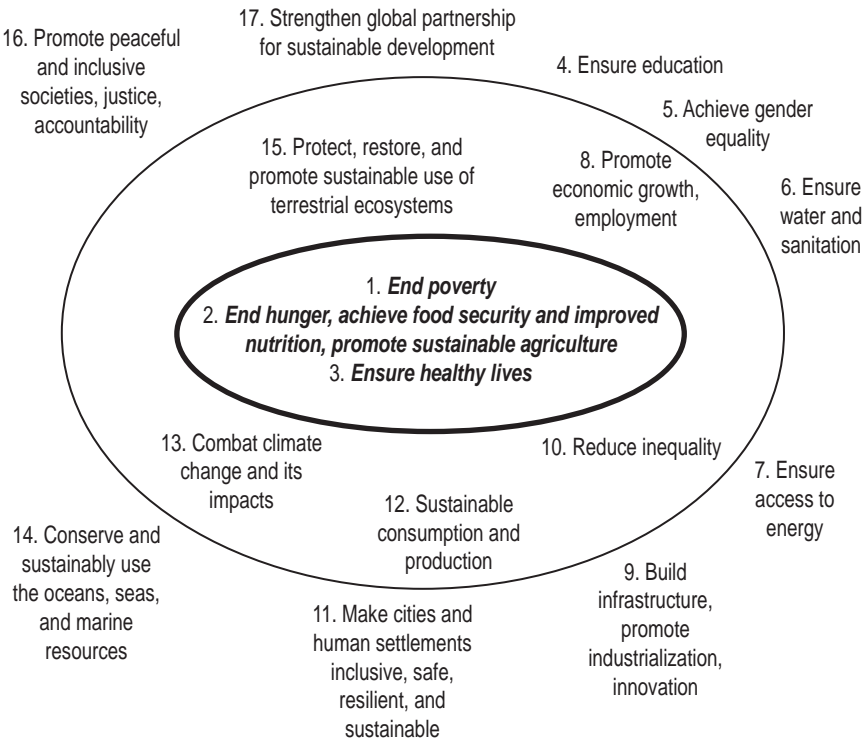 17. Strengthen global partnership
for sustainable development
16. Promote peaceful
and inclusive
societies, justice,
accountability
4. Ensure education
5. Achieve gender
equality
15. Protect, restore, and
promote sustainable use of
terrestrial ecosystems
8. Promote
economic growth,
employment
6. Ensure
water and
sanitation
1. End poverty
2. End hunger, achieve food security and improved
nutrition, promote sustainable agriculture
3. Ensure healthy lives
13. Combat climate
change and its
impacts
10. Reduce inequality
7. Ensure
access to
energy
12. Sustainable
consumption and
production
14. Conserve and
sustainably use
the oceans, seas,
and marine
resources
9. Build
infrastructure,
promote
industrialization,
innovation
11. Make cities and
human settlements
inclusive, safe,
resilient, and
sustainable